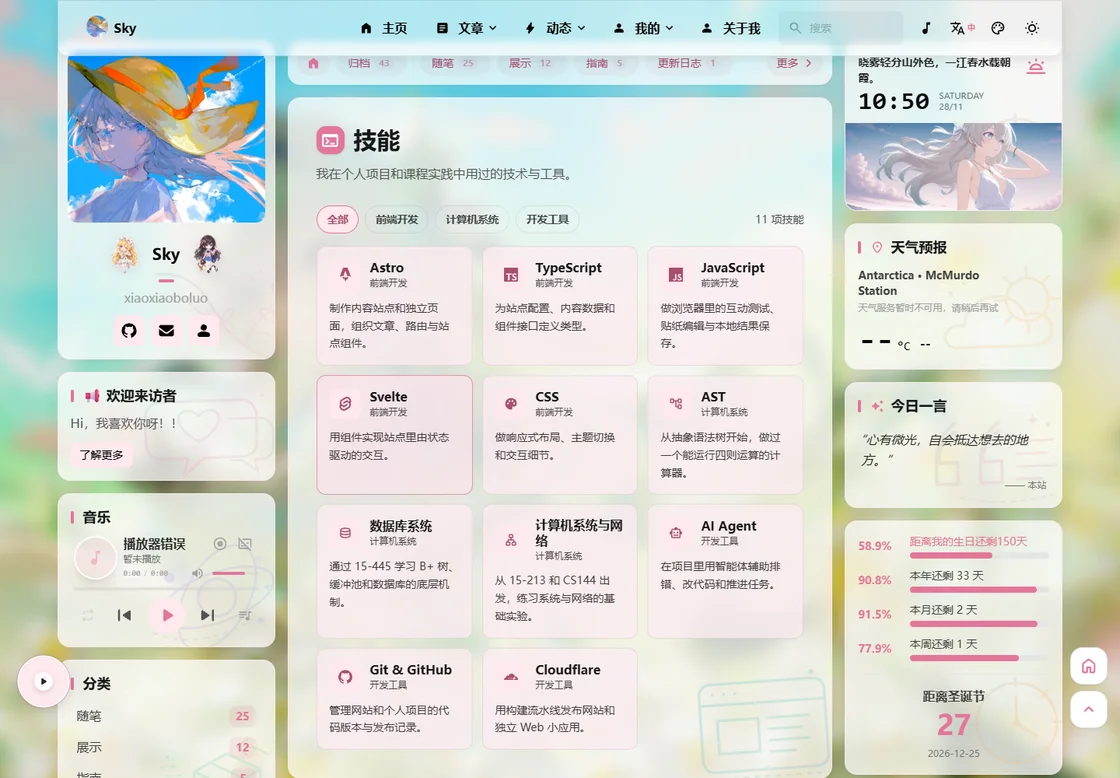 Sky
主页
文章
动态
我的
关于我
搜索
中
Sky
xiaoxiaoboluo
欢迎来访者
Hi，我喜欢你呀！！
了解更多
音乐
播放器错误
暂未播放
0:00 / 0:00
分类
随笔 25
展示 12
指南 5
归档 43
随笔 25
展示 12
指南 5
更新日志 1
更多
技能
我在个人项目和课程实践中用过的技术与工具。
全部
前端开发
计算机系统
开发工具
11 项技能
Astro
前端开发
制作内容站点和独立页
面，组织文章、路由与站
点组件。
TypeScript
前端开发
为站点配置、内容数据和
组件接口定义类型。
JavaScript
前端开发
做浏览器里的互动测试、
贴纸编辑与本地结果保
存。
Svelte
前端开发
用组件实现站点里由状态
驱动的交互。
CSS
前端开发
做响应式布局、主题切换
和交互细节。
AST
计算机系统
从抽象语法树开始，做过
一个能运行四则运算的计
算器。
数据库系统
计算机系统
通过 15-445 学习 B+ 树、
缓冲池和数据库的底层机
制。
计算机系统与网
络
计算机系统
从 15-213 和 CS144 出
发，练习系统与网络的基
础实验。
AI Agent
开发工具
在项目里用智能体辅助排
错、改代码和推进任务。
Git & GitHub
开发工具
管理网站和个人项目的代
码版本与发布记录。
Cloudflare
开发工具
用构建流水线发布网站和
独立 Web 小应用。
晓雾轻分山外色，一江春水载朝
霞。
10:50
SATURDAY
28/11
天气预报
Antarctica • McMurdo
Station
天气服务暂时不可用，请稍后再试
-- °C --
今日一言
“心有微光，自会抵达想去的地
方。”
—— 本站
58.9% 距离我的生日还剩150天
90.8% 本年还剩 33 天
91.5% 本月还剩 2 天
77.9% 本周还剩 1 天
距离圣诞节
27
2026-12-25